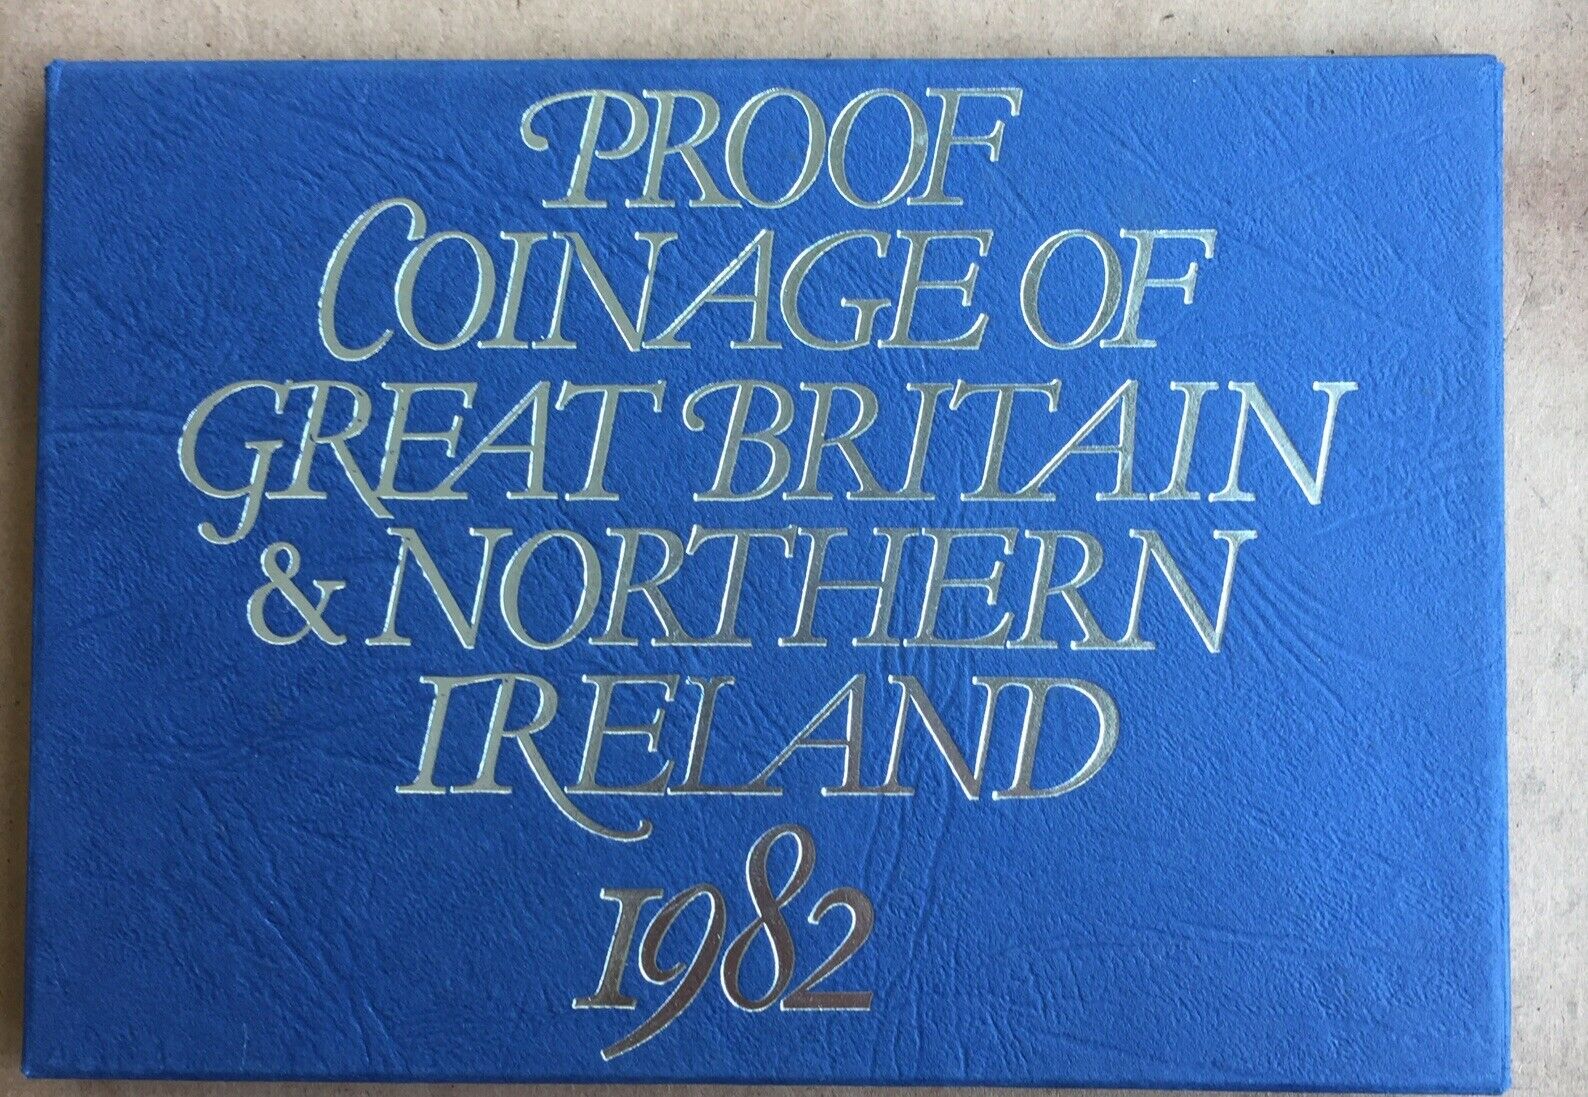 PROOF
COINAGE OF
GREAT BRITAIN
& NORTHERN
IRELAND
1982